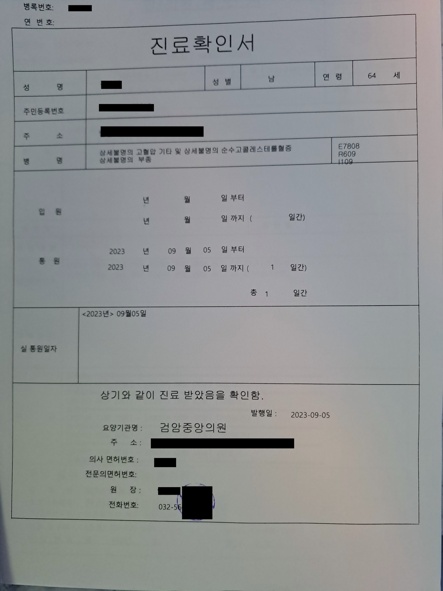 병록번호:
연 번 호:
진료확인서
성 명 성 별 남 연 령 64 세
주민등록번호
주 소
병 명 상세불명의 고혈압 기타 및 상세불명의 순수고콜레스테롤혈증 E7808
상세불명의 부종 R609
I109
입 원 년 월 일 부터
년 월 일 까지 ( 일간)
통 원 2023 년 09 월 05 일 부터
2023 년 09 월 05 일 까지 ( 1 일간)
총 1 일간
실 통원일자 <2023년> 09월05일
상기와 같이 진료 받았음을 확인함.
발행일 : 2023-09-05
요양기관명 : 검암중앙의원
주 소 :
의사 면허번호 :
전문의면허번호:
원 장 :
전화번호: 032-56